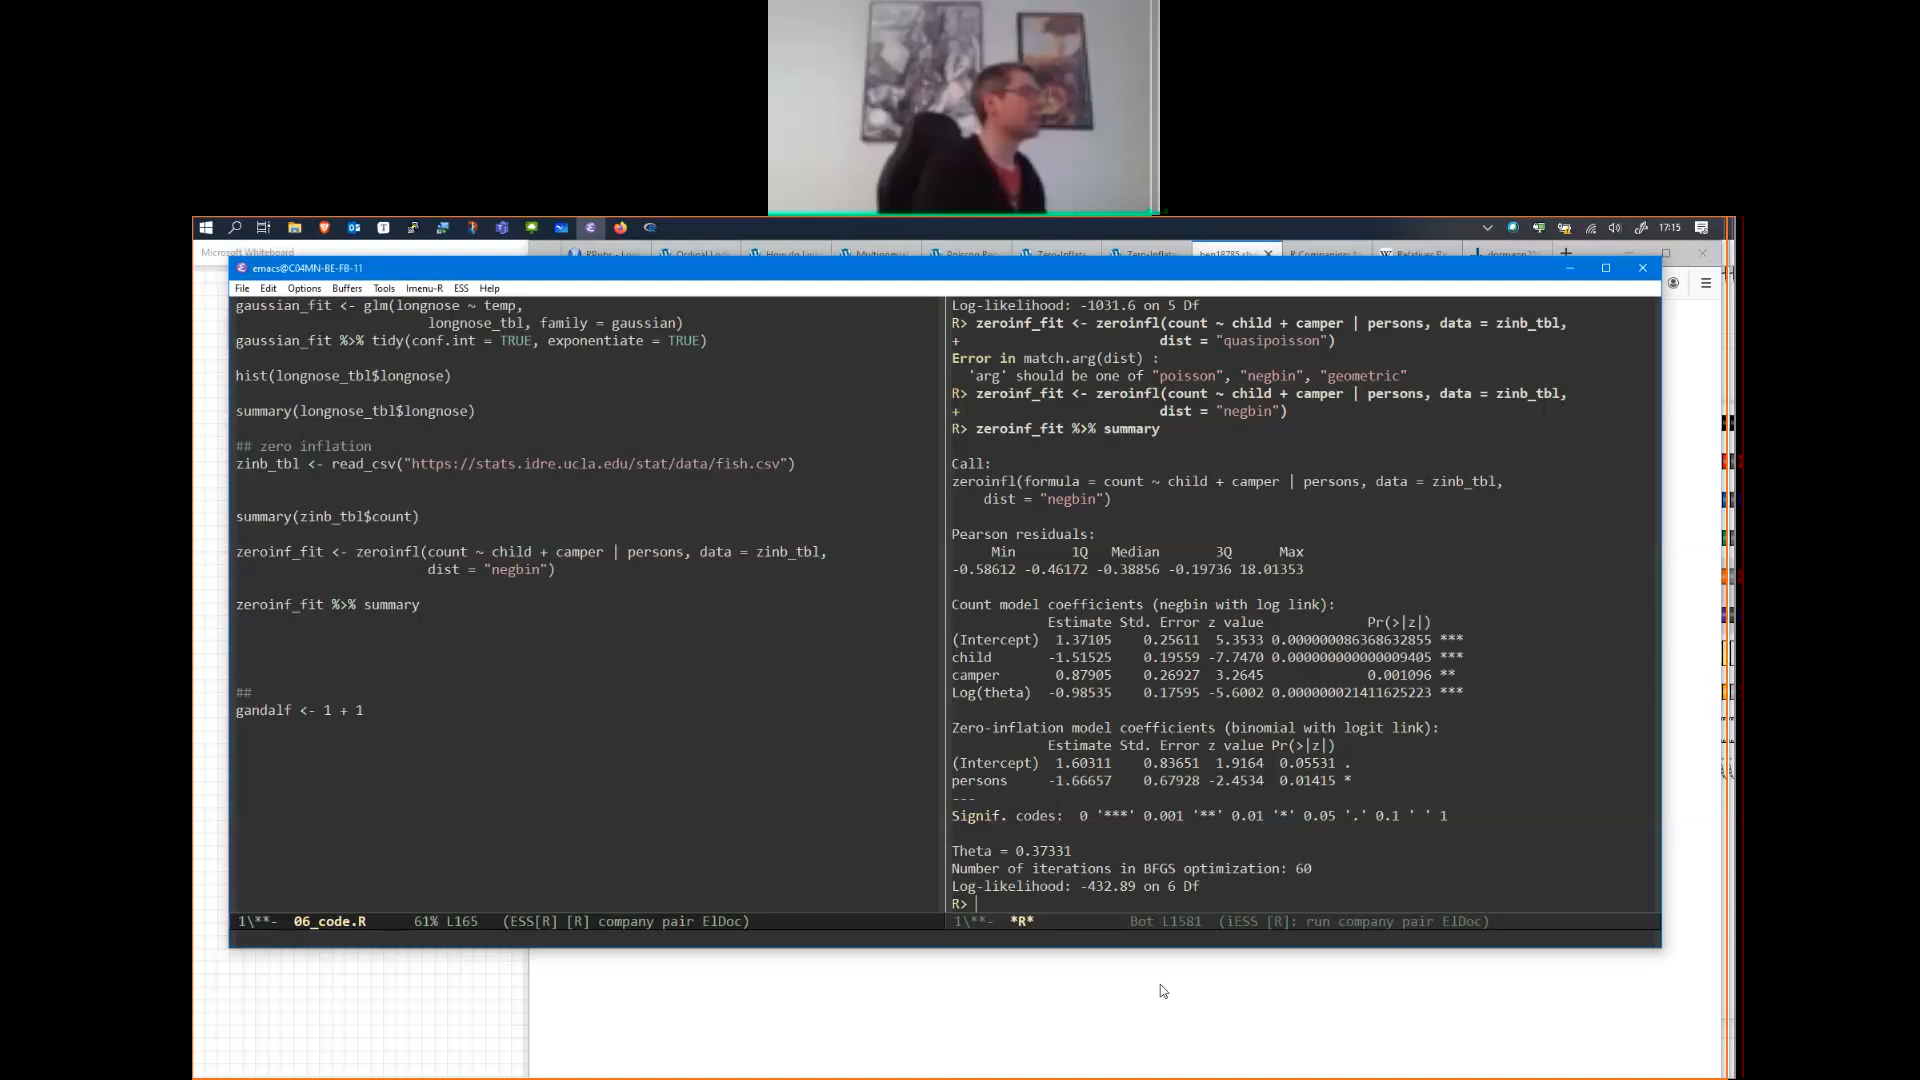 17:15
Microsoft Whiteboard
emacs@C04MN-BE-FB-11
File Edit Options Buffers Tools Imenu-R ESS Help
gaussian_fit <- glm(longnose ~ temp,
longnose_tbl, family = gaussian)
gaussian_fit %>% tidy(conf.int = TRUE, exponentiate = TRUE)
hist(longnose_tbl$longnose)
summary(longnose_tbl$longnose)
## zero inflation
zinb_tbl <- read_csv("https://stats.idre.ucla.edu/stat/data/fish.csv")
summary(zinb_tbl$count)
zeroinf_fit <- zeroinfl(count ~ child + camper | persons, data = zinb_tbl,
dist = "negbin")
zeroinf_fit %>% summary
##
gandalf <- 1 + 1
1\**- 06_code.R 61% L165 (ESS[R] [R] company pair ElDoc)
Log-likelihood: -1031.6 on 5 Df
R> zeroinf_fit <- zeroinfl(count ~ child + camper | persons, data = zinb_tbl,
+ dist = "quasipoisson")
Error in match.arg(dist) :
'arg' should be one of "poisson", "negbin", "geometric"
R> zeroinf_fit <- zeroinfl(count ~ child + camper | persons, data = zinb_tbl,
+ dist = "negbin")
R> zeroinf_fit %>% summary
Call:
zeroinfl(formula = count ~ child + camper | persons, data = zinb_tbl,
dist = "negbin")
Pearson residuals:
Min 1Q Median 3Q Max
-0.58612 -0.46172 -0.38856 -0.19736 18.01353
Count model coefficients (negbin with log link):
Estimate Std. Error z value Pr(>|z|)
(Intercept) 1.37105 0.25611 5.3533 0.000000086368632855 ***
child -1.51525 0.19559 -7.7470 0.000000000000009405 ***
camper 0.87905 0.26927 3.2645 0.001096 **
Log(theta) -0.98535 0.17595 -5.6002 0.000000021411625223 ***
Zero-inflation model coefficients (binomial with logit link):
Estimate Std. Error z value Pr(>|z|)
(Intercept) 1.60311 0.83651 1.9164 0.05531 .
persons -1.66657 0.67928 -2.4534 0.01415 *
---
Signif. codes: 0 '***' 0.001 '**' 0.01 '*' 0.05 '.' 0.1 ' ' 1
Theta = 0.37331
Number of iterations in BFGS optimization: 60
Log-likelihood: -432.89 on 6 Df
R>
1\**- *R* Bot L1581 (iESS [R]: run company pair ElDoc)